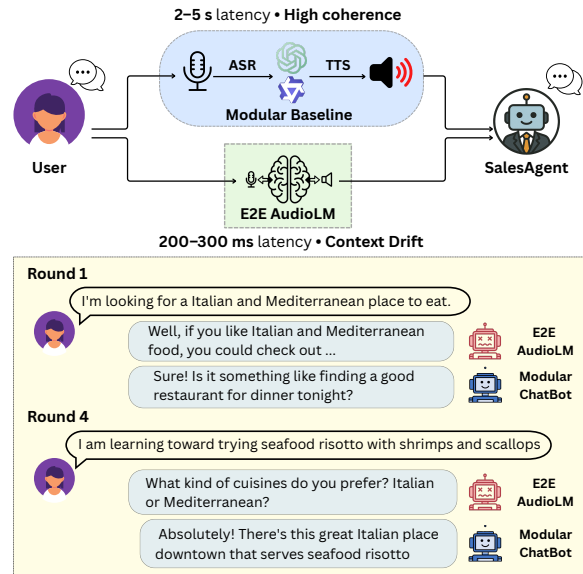 2–5 s latency • High coherence
ASR
TTS
Modular Baseline
User
SalesAgent
E2E AudioLM
200–300 ms latency • Context Drift
Round 1
I'm looking for a Italian and Mediterranean place to eat.
Well, if you like Italian and Mediterranean
food, you could check out ...
E2E
AudioLM
Sure! Is it something like finding a good
restaurant for dinner tonight?
Modular
ChatBot
Round 4
I am learning toward trying seafood risotto with shrimps and scallops
What kind of cuisines do you prefer? Italian
or Mediterranean?
E2E
AudioLM
Absolutely! There's this great Italian place
downtown that serves seafood risotto
Modular
ChatBot